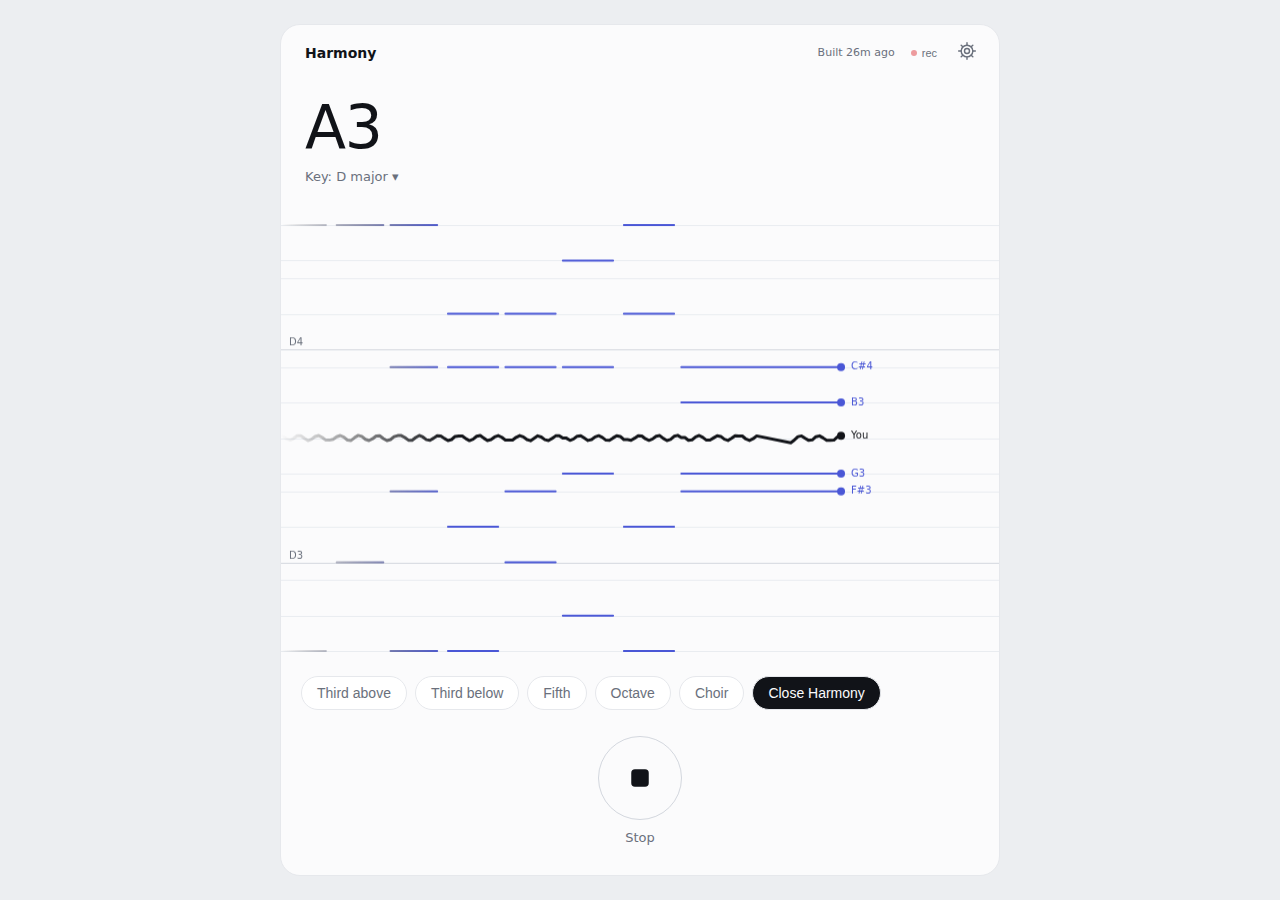 Harmony
Built 26m ago
rec
A3
Key: D major ▾
D4
C#4
B3
You
G3
F#3
D3
Third above
Third below
Fifth
Octave
Choir
Close Harmony
Stop